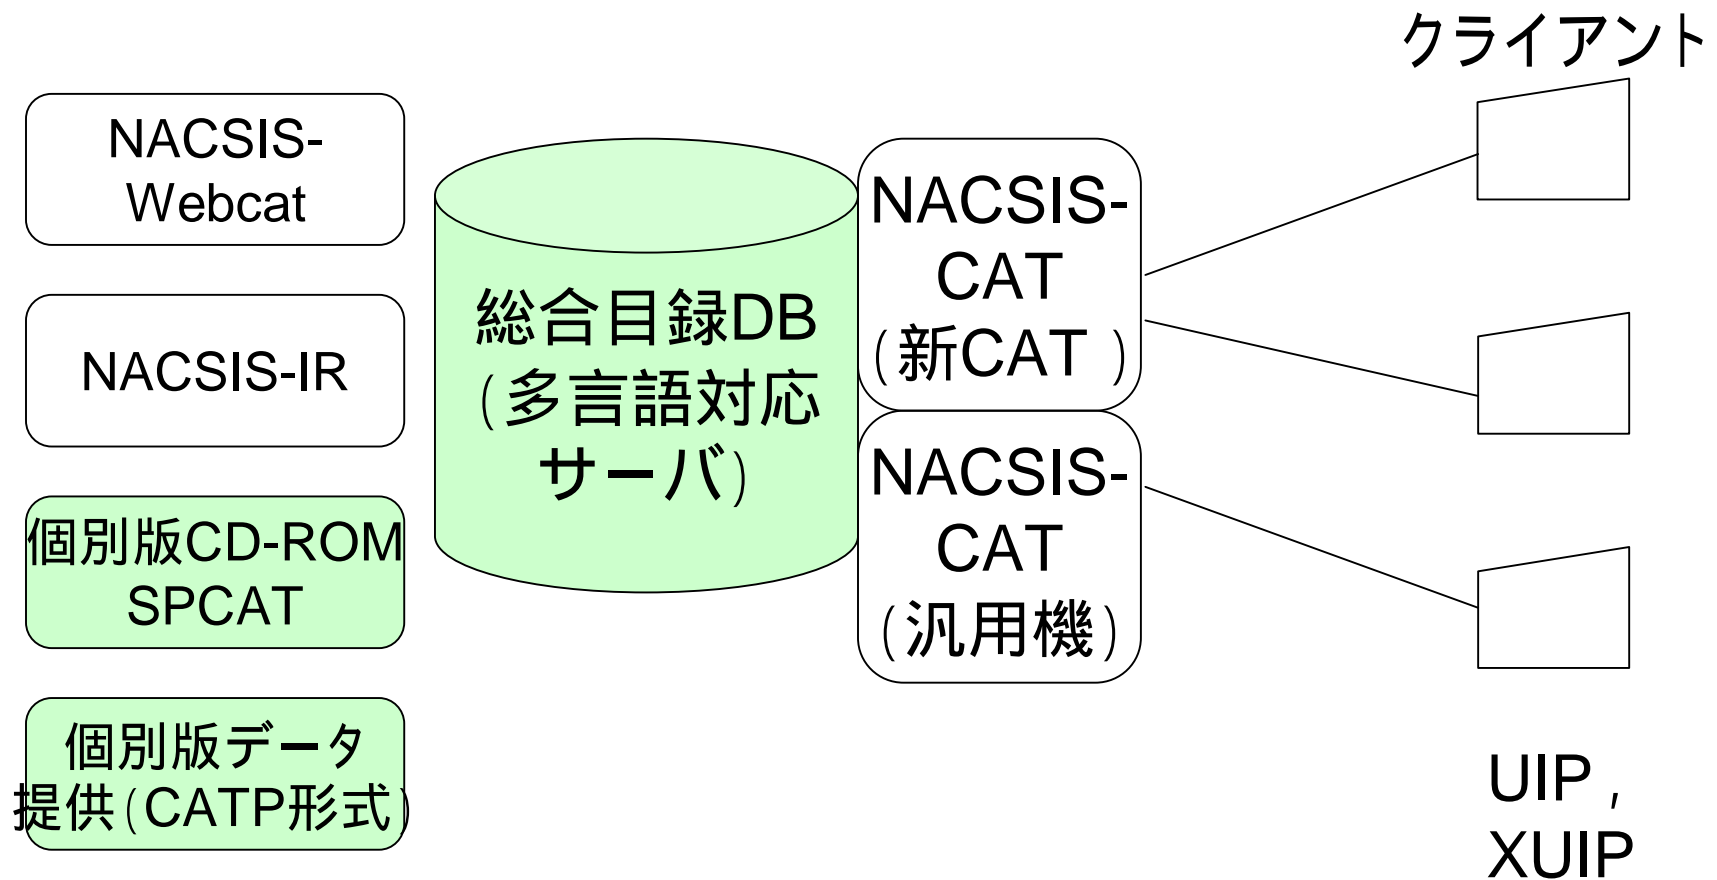 クライアント
NACSIS-
Webcat
NACSIS-IR
個別版CD-ROM
SPCAT
個別版データ
提供(CATP形式)
総合目録DB
(多言語対応
サーバ)
NACSIS-
CAT
(新CAT )
NACSIS-
CAT
(汎用機)
UIP ,
XUIP